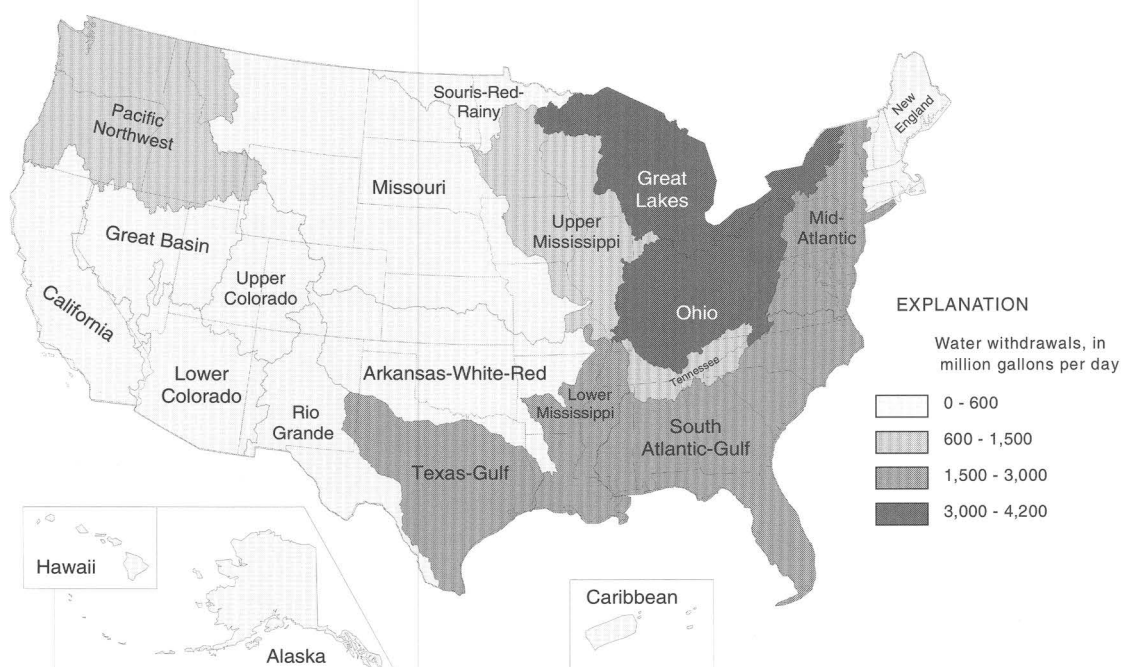 Pacific
Northwest
Souris-Red-
Rainy
New
England
Missouri
Great
Lakes
Great Basin
Upper
Mississippi
Mid-
Atlantic
Upper
Colorado
California
Ohio
EXPLANATION
Water withdrawals, in
million gallons per day
0 - 600
600 - 1,500
1,500 - 3,000
3,000 - 4,200
Lower
Colorado
Arkansas-White-Red
Tennessee
Rio
Grande
Lower
Mississippi
South
Atlantic-Gulf
Texas-Gulf
Hawaii
Alaska
Caribbean